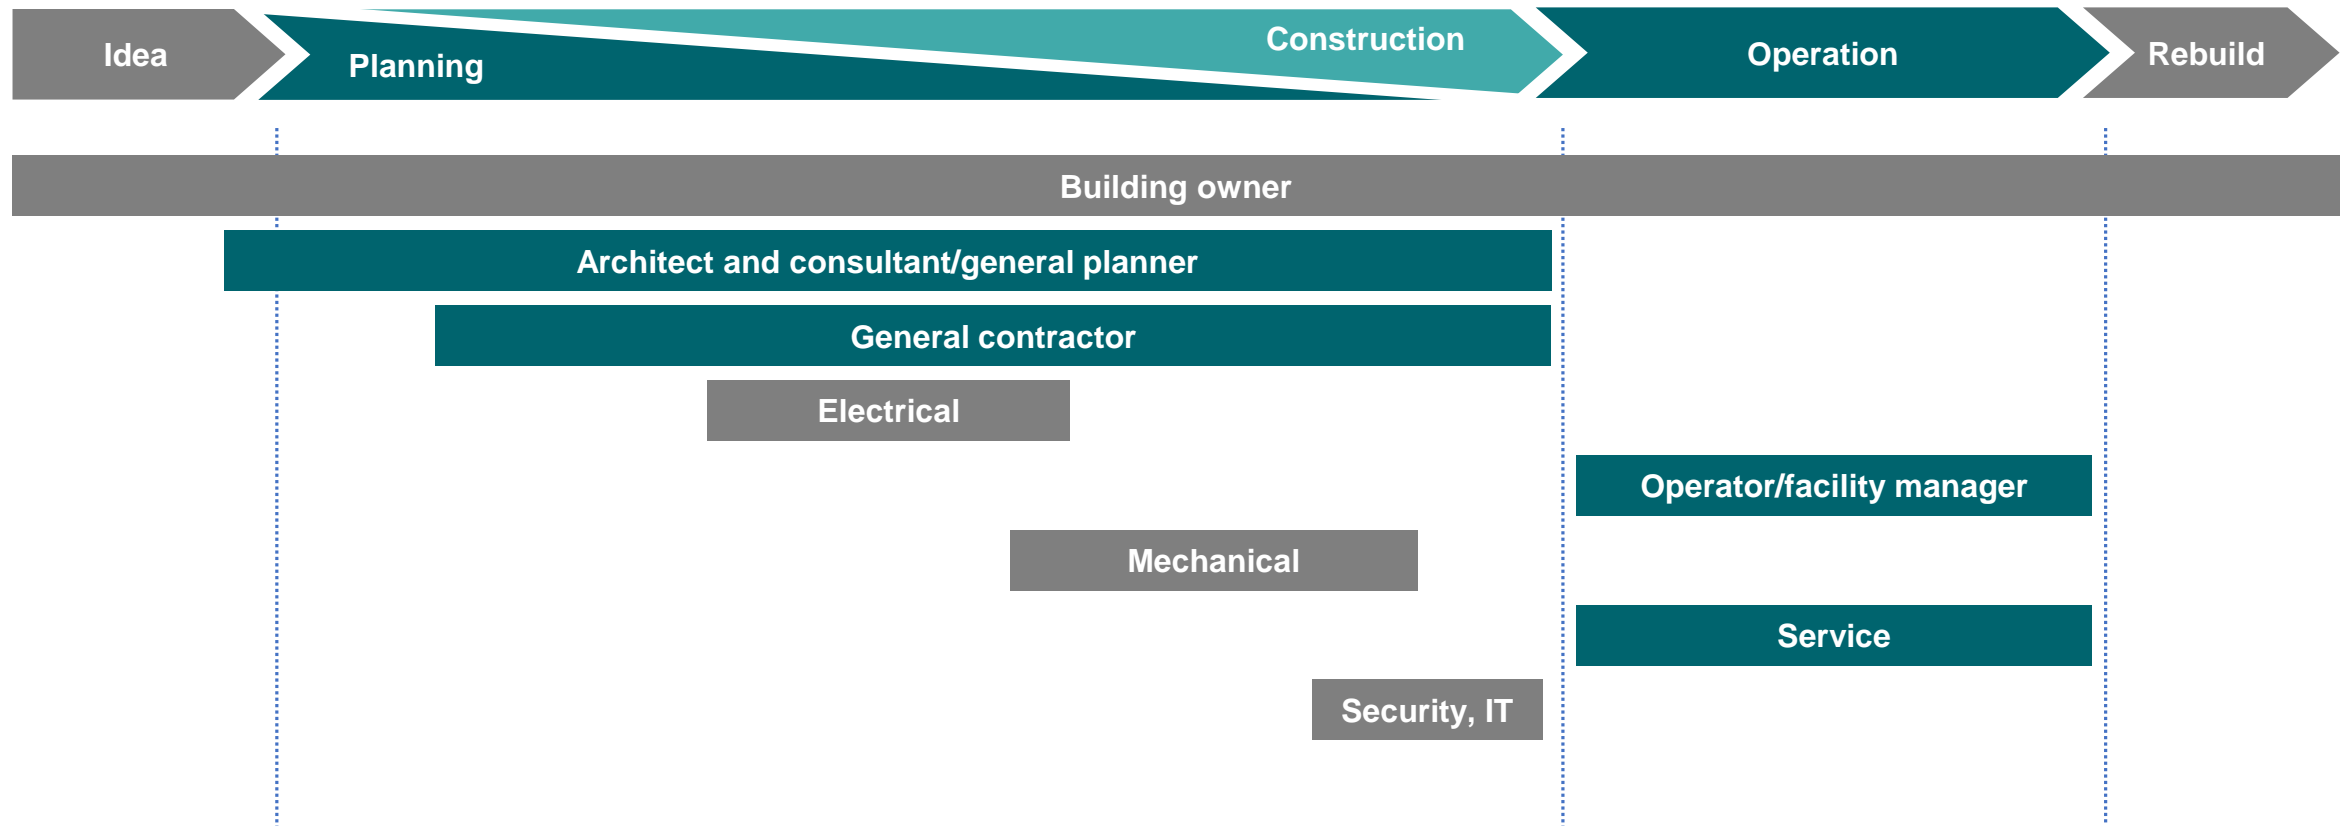 Idea
Planning
Construction
Operation
Rebuild
Building owner
Architect and consultant/general planner
General contractor
Electrical
Operator/facility manager
Mechanical
Service
Security, IT